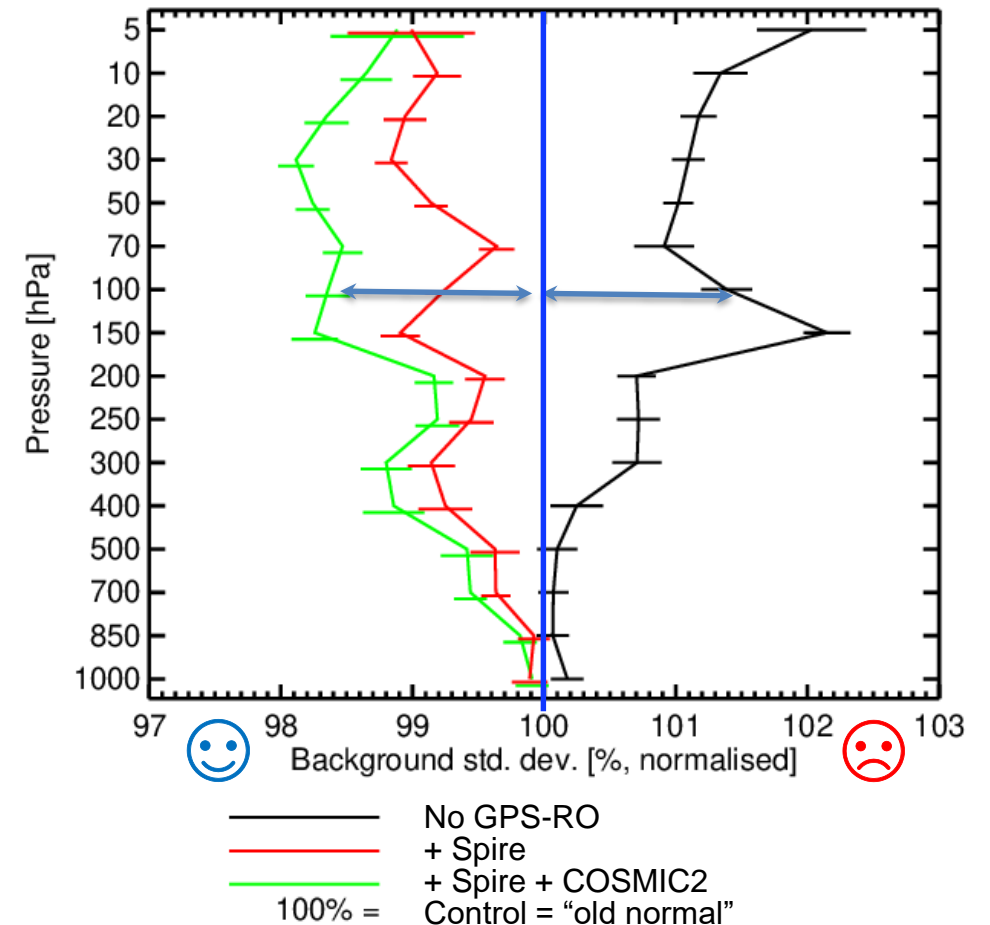 5
10
20
30
50
70
100
150
200
250
300
400
500
700
850
1000
Pressure [hPa]
97 98 99 100 101 102 103
Background std. dev. [%, normalised]
No GPS-RO
+ Spire
+ Spire + COSMIC2
100% = Control = “old normal”